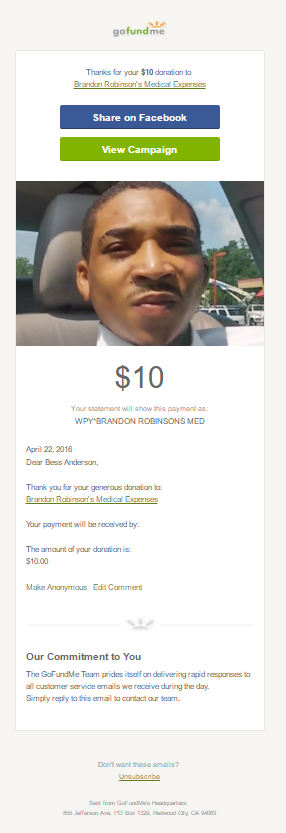 gofundme
Thanks for your $10 donation to
Brandon Robinson's Medical Expenses
Share on Facebook
View Campaign
$10
Your statement will show this payment as:
WPY*BRANDON ROBINSONS MED
April 22, 2016
Dear Bess Anderson,
Thank you for your generous donation to:
Brandon Robinson's Medical Expenses
Your payment will be received by:
The amount of your donation is:
$10.00
Make Anonymous Edit Comment
Our Commitment to You
The GoFundMe Team prides itself on delivering rapid responses to
all customer service emails we receive during the day.
Simply reply to this email to contact our team.
Don't want these emails?
Unsubscribe
Sent from GoFundMe's Headquarters:
855 Jefferson Ave, PO Box 1329, Redwood City, CA 94063